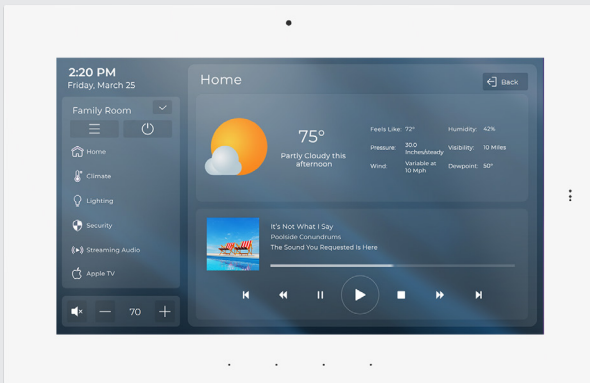 2:20 PM
Friday, March 25
Family Room
Home
Climate
Lighting
Security
Streaming Audio
Apple TV
70
Home
Back
75°
Partly Cloudy this
afternoon
Feels Like: 72°
Humidity: 42%
Pressure: 30.0
Inches/steady
Visibility: 10 Miles
Wind: Variable at
10 Mph
Dewpoint: 50°
It's Not What I Say
Poolside Conundrums
The Sound You Requested Is Here